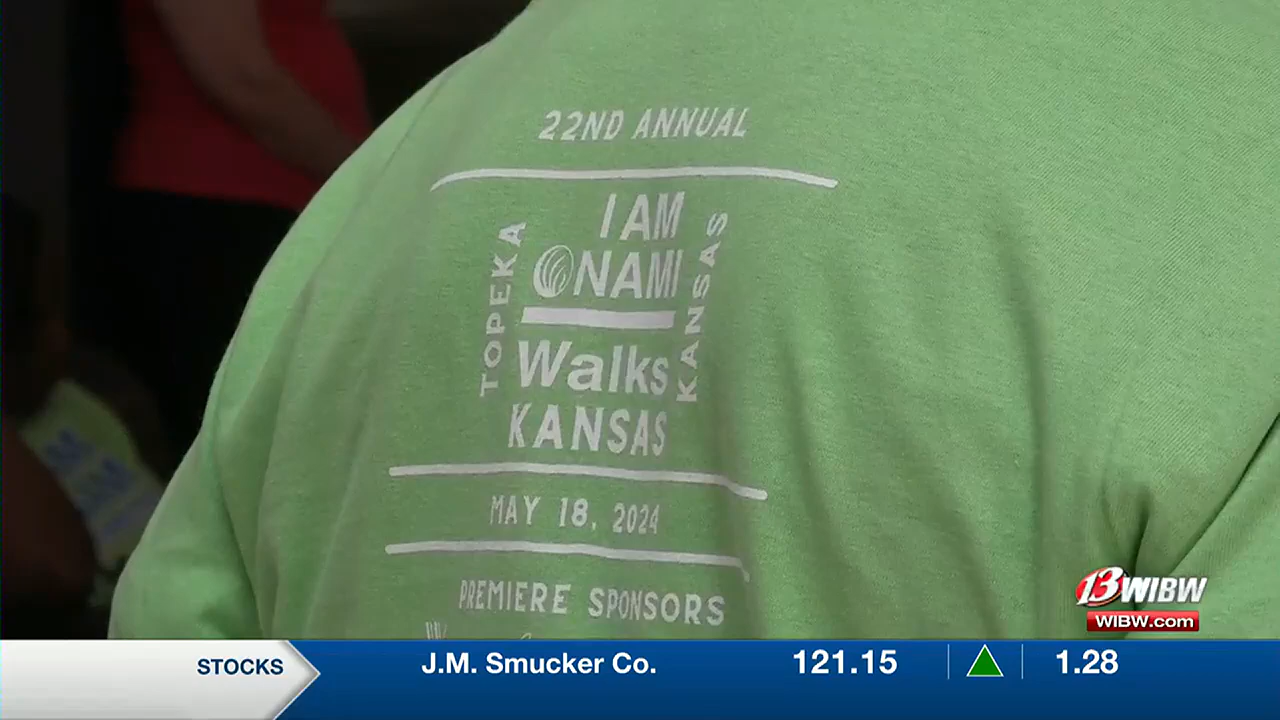 22ND ANNUAL
I AM
NAMI
TOPEKA
KANSAS
Walks
KANSAS
MAY 18, 2024
PREMIERE SPONSORS
13 WIBW
WIBW.com
STOCKS J.M. Smucker Co. 121.15 1.28